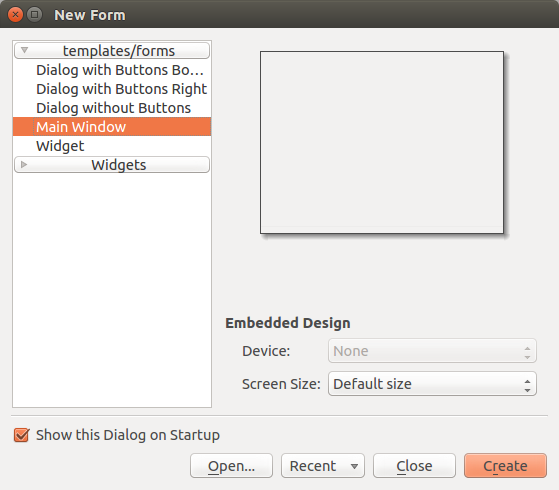 New Form
templates/forms
Dialog with Buttons Bo...
Dialog with Buttons Right
Dialog without Buttons
Main Window
Widget
Widgets
Embedded Design
Device:
None
Screen Size:
Default size
Show this Dialog on Startup
Open...
Recent
Close
Create